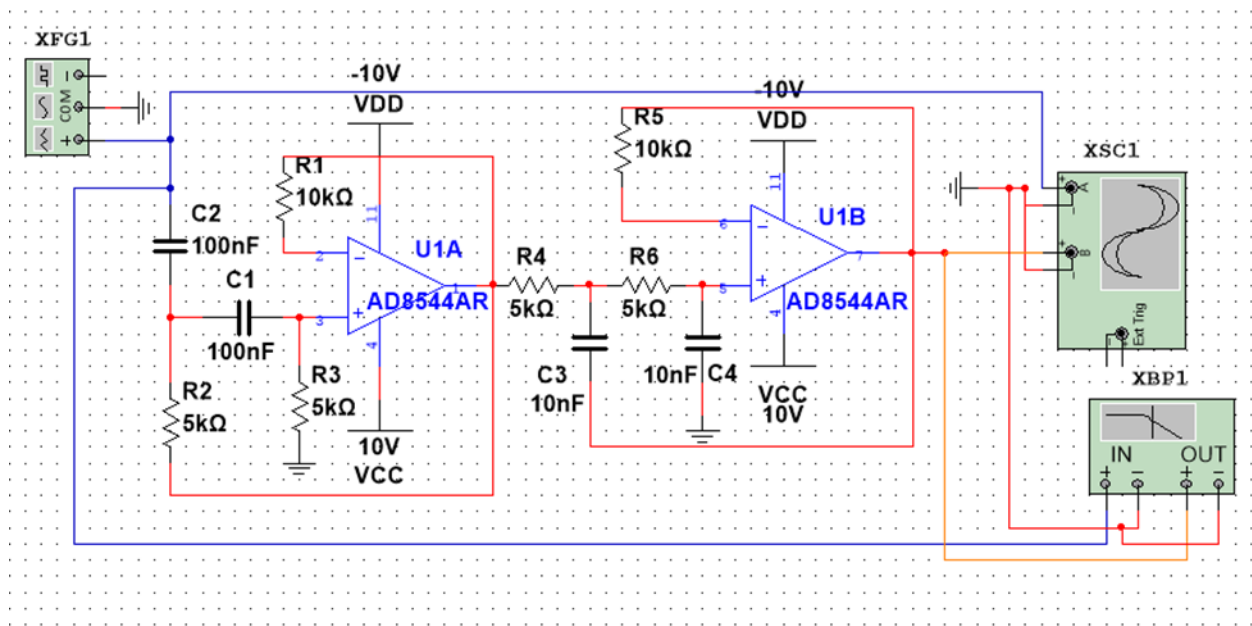 XFG1
COM
-10V
VDD
R1
10kΩ
11
2
U1A
AD8544AR
1
3
4
C2
100nF
C1
100nF
R2
5kΩ
R3
5kΩ
10V
VCC
R4
5kΩ
R6
5kΩ
C3
10nF
10nF
C4
-10V
VDD
R5
10kΩ
11
6
U1B
AD8544AR
7
5
4
VCC
10V
XSC1
A
B
Ext Trig
XBP1
IN
OUT